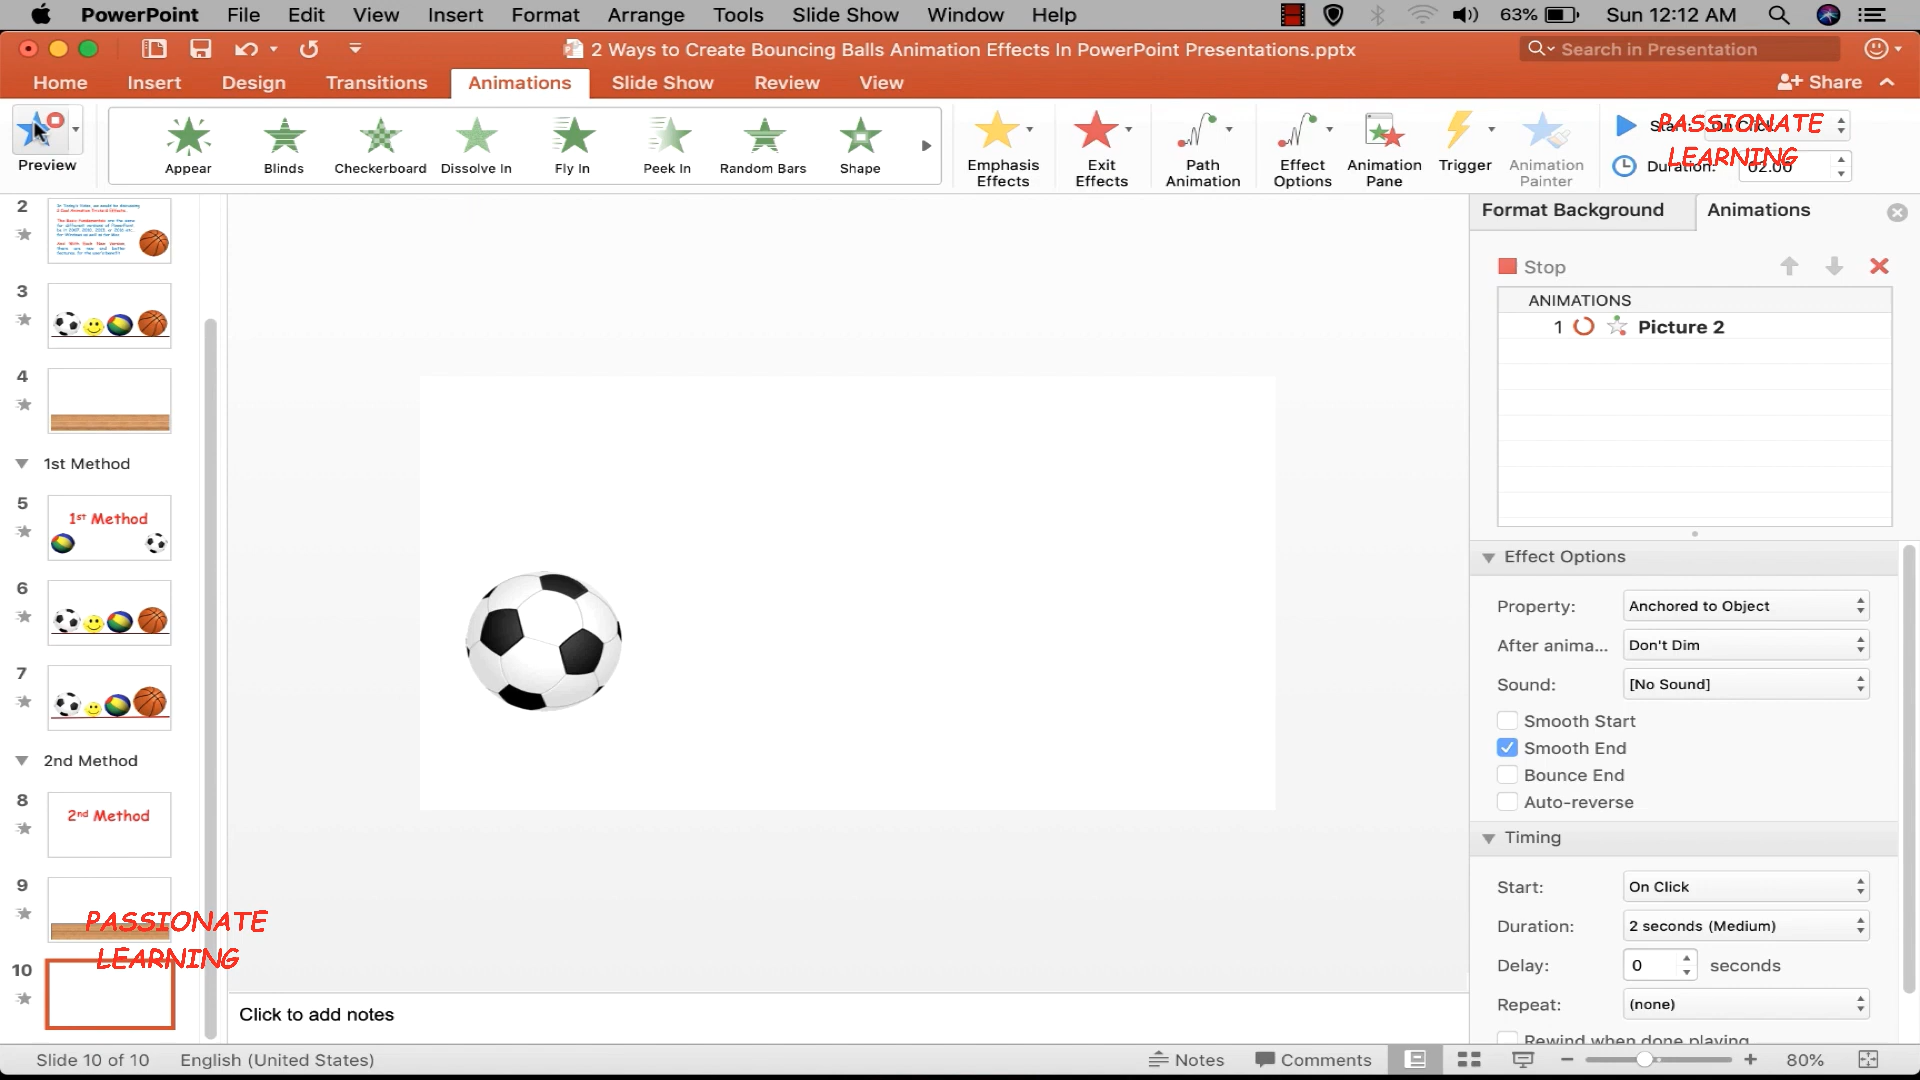 PowerPoint File Edit View Insert Format Arrange Tools Slide Show Window Help 63% Sun 12:12 AM
2 Ways to Create Bouncing Balls Animation Effects In PowerPoint Presentations.pptx
Search in Presentation
Home Insert Design Transitions Animations Slide Show Review View Share
Preview
Appear Blinds Checkerboard Dissolve In Fly In Peek In Random Bars Shape
Emphasis Effects
Exit Effects
Path Animation
Effect Options
Animation Pane
Trigger
Animation Painter
PASSIONATE
LEARNING
Duration: 02.00
Format Background Animations
Stop
ANIMATIONS
1 Picture 2
Effect Options
Property: Anchored to Object
After anima... Don't Dim
Sound: [No Sound]
Smooth Start
Smooth End
Bounce End
Auto-reverse
Timing
Start: On Click
Duration: 2 seconds (Medium)
Delay: 0 seconds
Repeat: (none)
Rewind when done playing
2
3
4
1st Method
5
1st Method
6
7
2nd Method
8
2nd Method
9
PASSIONATE
LEARNING
10
Click to add notes
Slide 10 of 10 English (United States) Notes Comments 80%